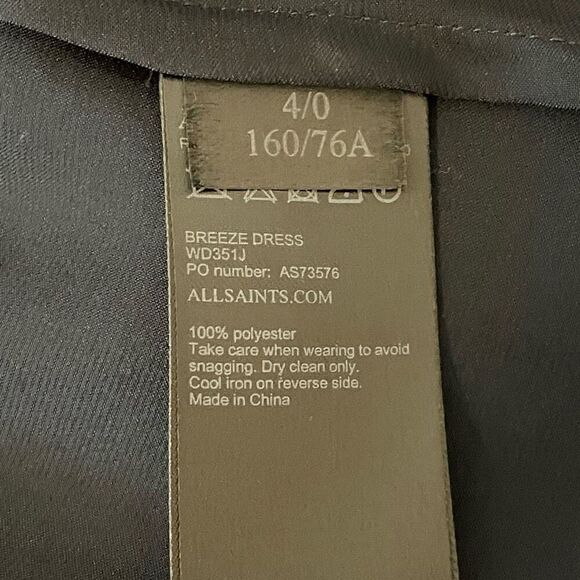 4/0
160/76A
BREEZE DRESS
WD351J
PO number: AS73576
ALLSAINTS.COM
100% polyester
Take care when wearing to avoid
snagging. Dry clean only.
Cool iron on reverse side.
Made in China